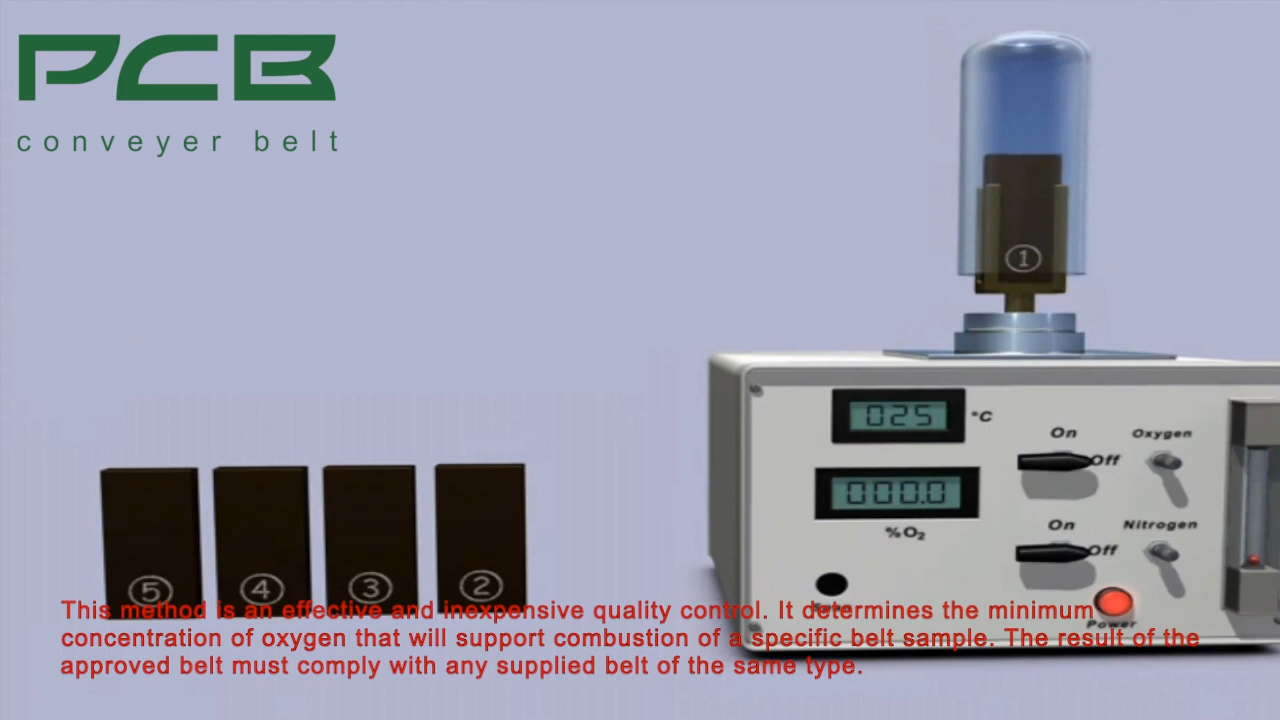 PCB
conveyer belt
1
025 °C
On
Oxygen
Off
000.0
%O₂
On
Nitrogen
Off
5 4 3 2
Power
This method is an effective and inexpensive quality control. It determines the minimum
concentration of oxygen that will support combustion of a specific belt sample. The result of the
approved belt must comply with any supplied belt of the same type.